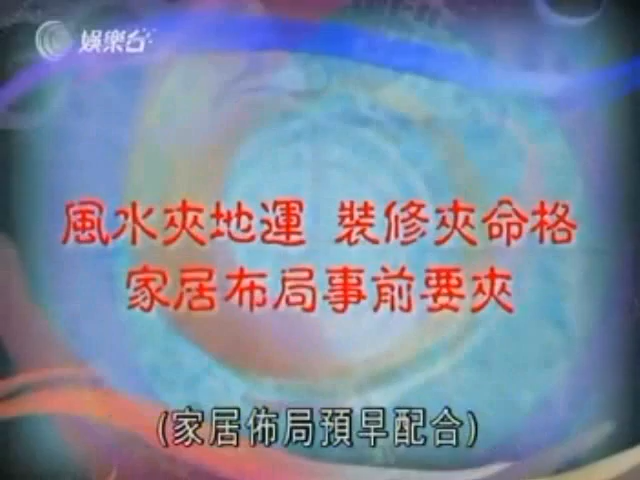 娛樂台
風水夾地運 裝修夾命格
家居布局事前要夾
(家居佈局預早配合)